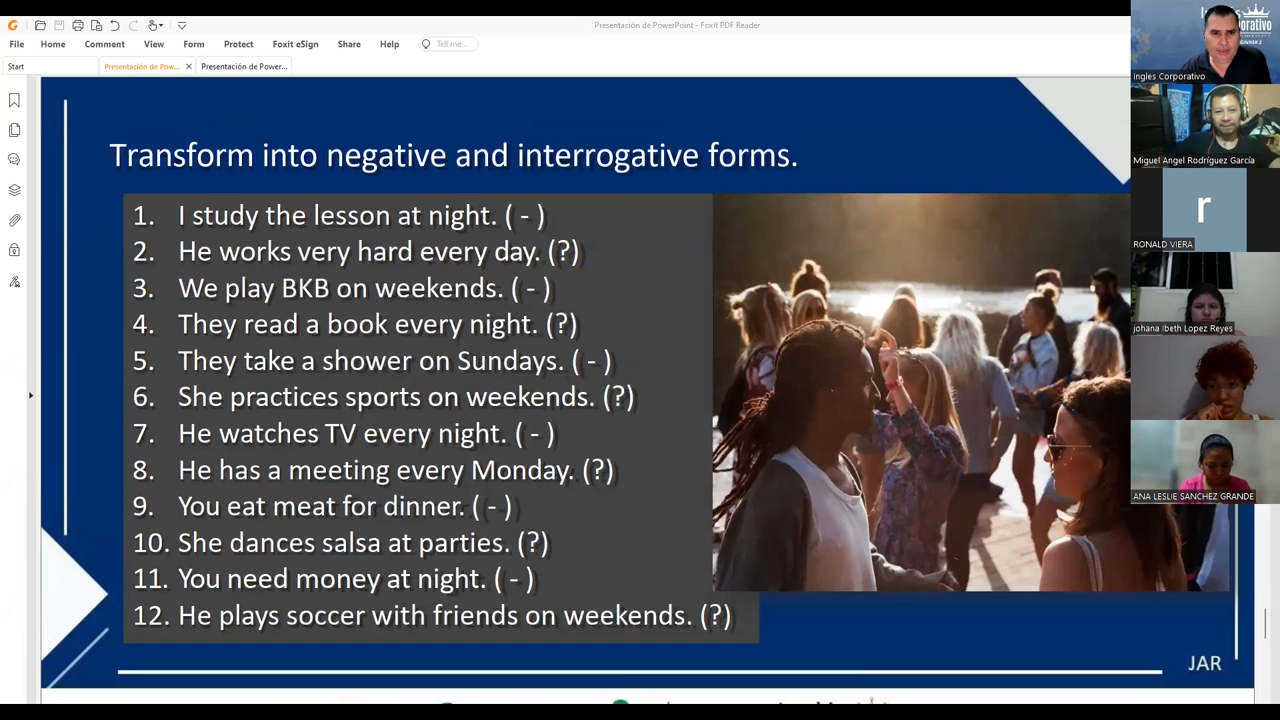 Presentación de PowerPoint - Foxit PDF Reader
File Home Comment View Form Protect Foxit eSign Share Help Tell me...
Start Presentación de Pow... Presentación de Power...
Transform into negative and interrogative forms.
1. I study the lesson at night. ( - )
2. He works very hard every day. (?)
3. We play BKB on weekends. ( - )
4. They read a book every night. (?)
5. They take a shower on Sundays. ( - )
6. She practices sports on weekends. (?)
7. He watches TV every night. ( - )
8. He has a meeting every Monday. (?)
9. You eat meat for dinner. ( - )
10. She dances salsa at parties. (?)
11. You need money at night. ( - )
12. He plays soccer with friends on weekends. (?)
JAR
Ingles Corporativo
Miguel Angel Rodríguez García
r
RONALD VIERA
johana lbeth Lopez Reyes
ANA LESLIE SANCHEZ GRANDE